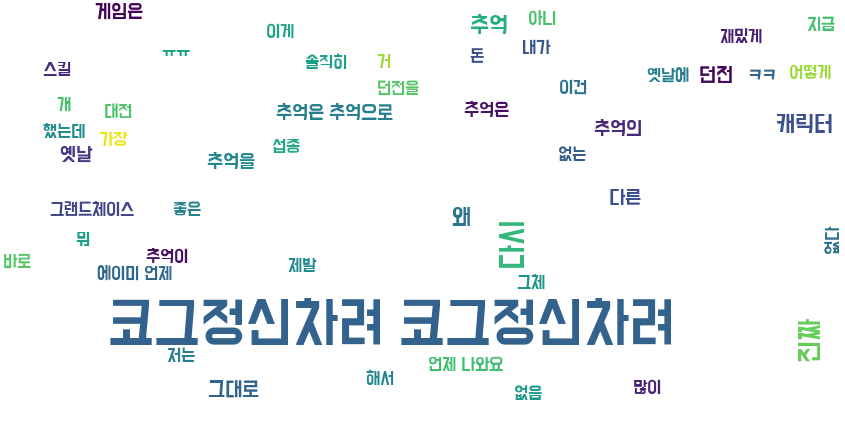 게임은
추억
아니
지금
이게
재밌게
내가
돈
ㅠㅠ
솔직히
거
스킬
옛날에
던전
ㅋㅋ
어떻게
던전을
이건
개
대전
추억은 추억으로
추억은
캐릭터
했는데
가장
추억의
섭종
옛날
추억을
없는
다른
그랜드체이스
좋은
왜
다시
뭐
없다
추억이
바로
에이미 언제
제발
그체
코그정신차려 코그정신차려
진짜
저는
언제 나와요
해서
그대로
없음
많이